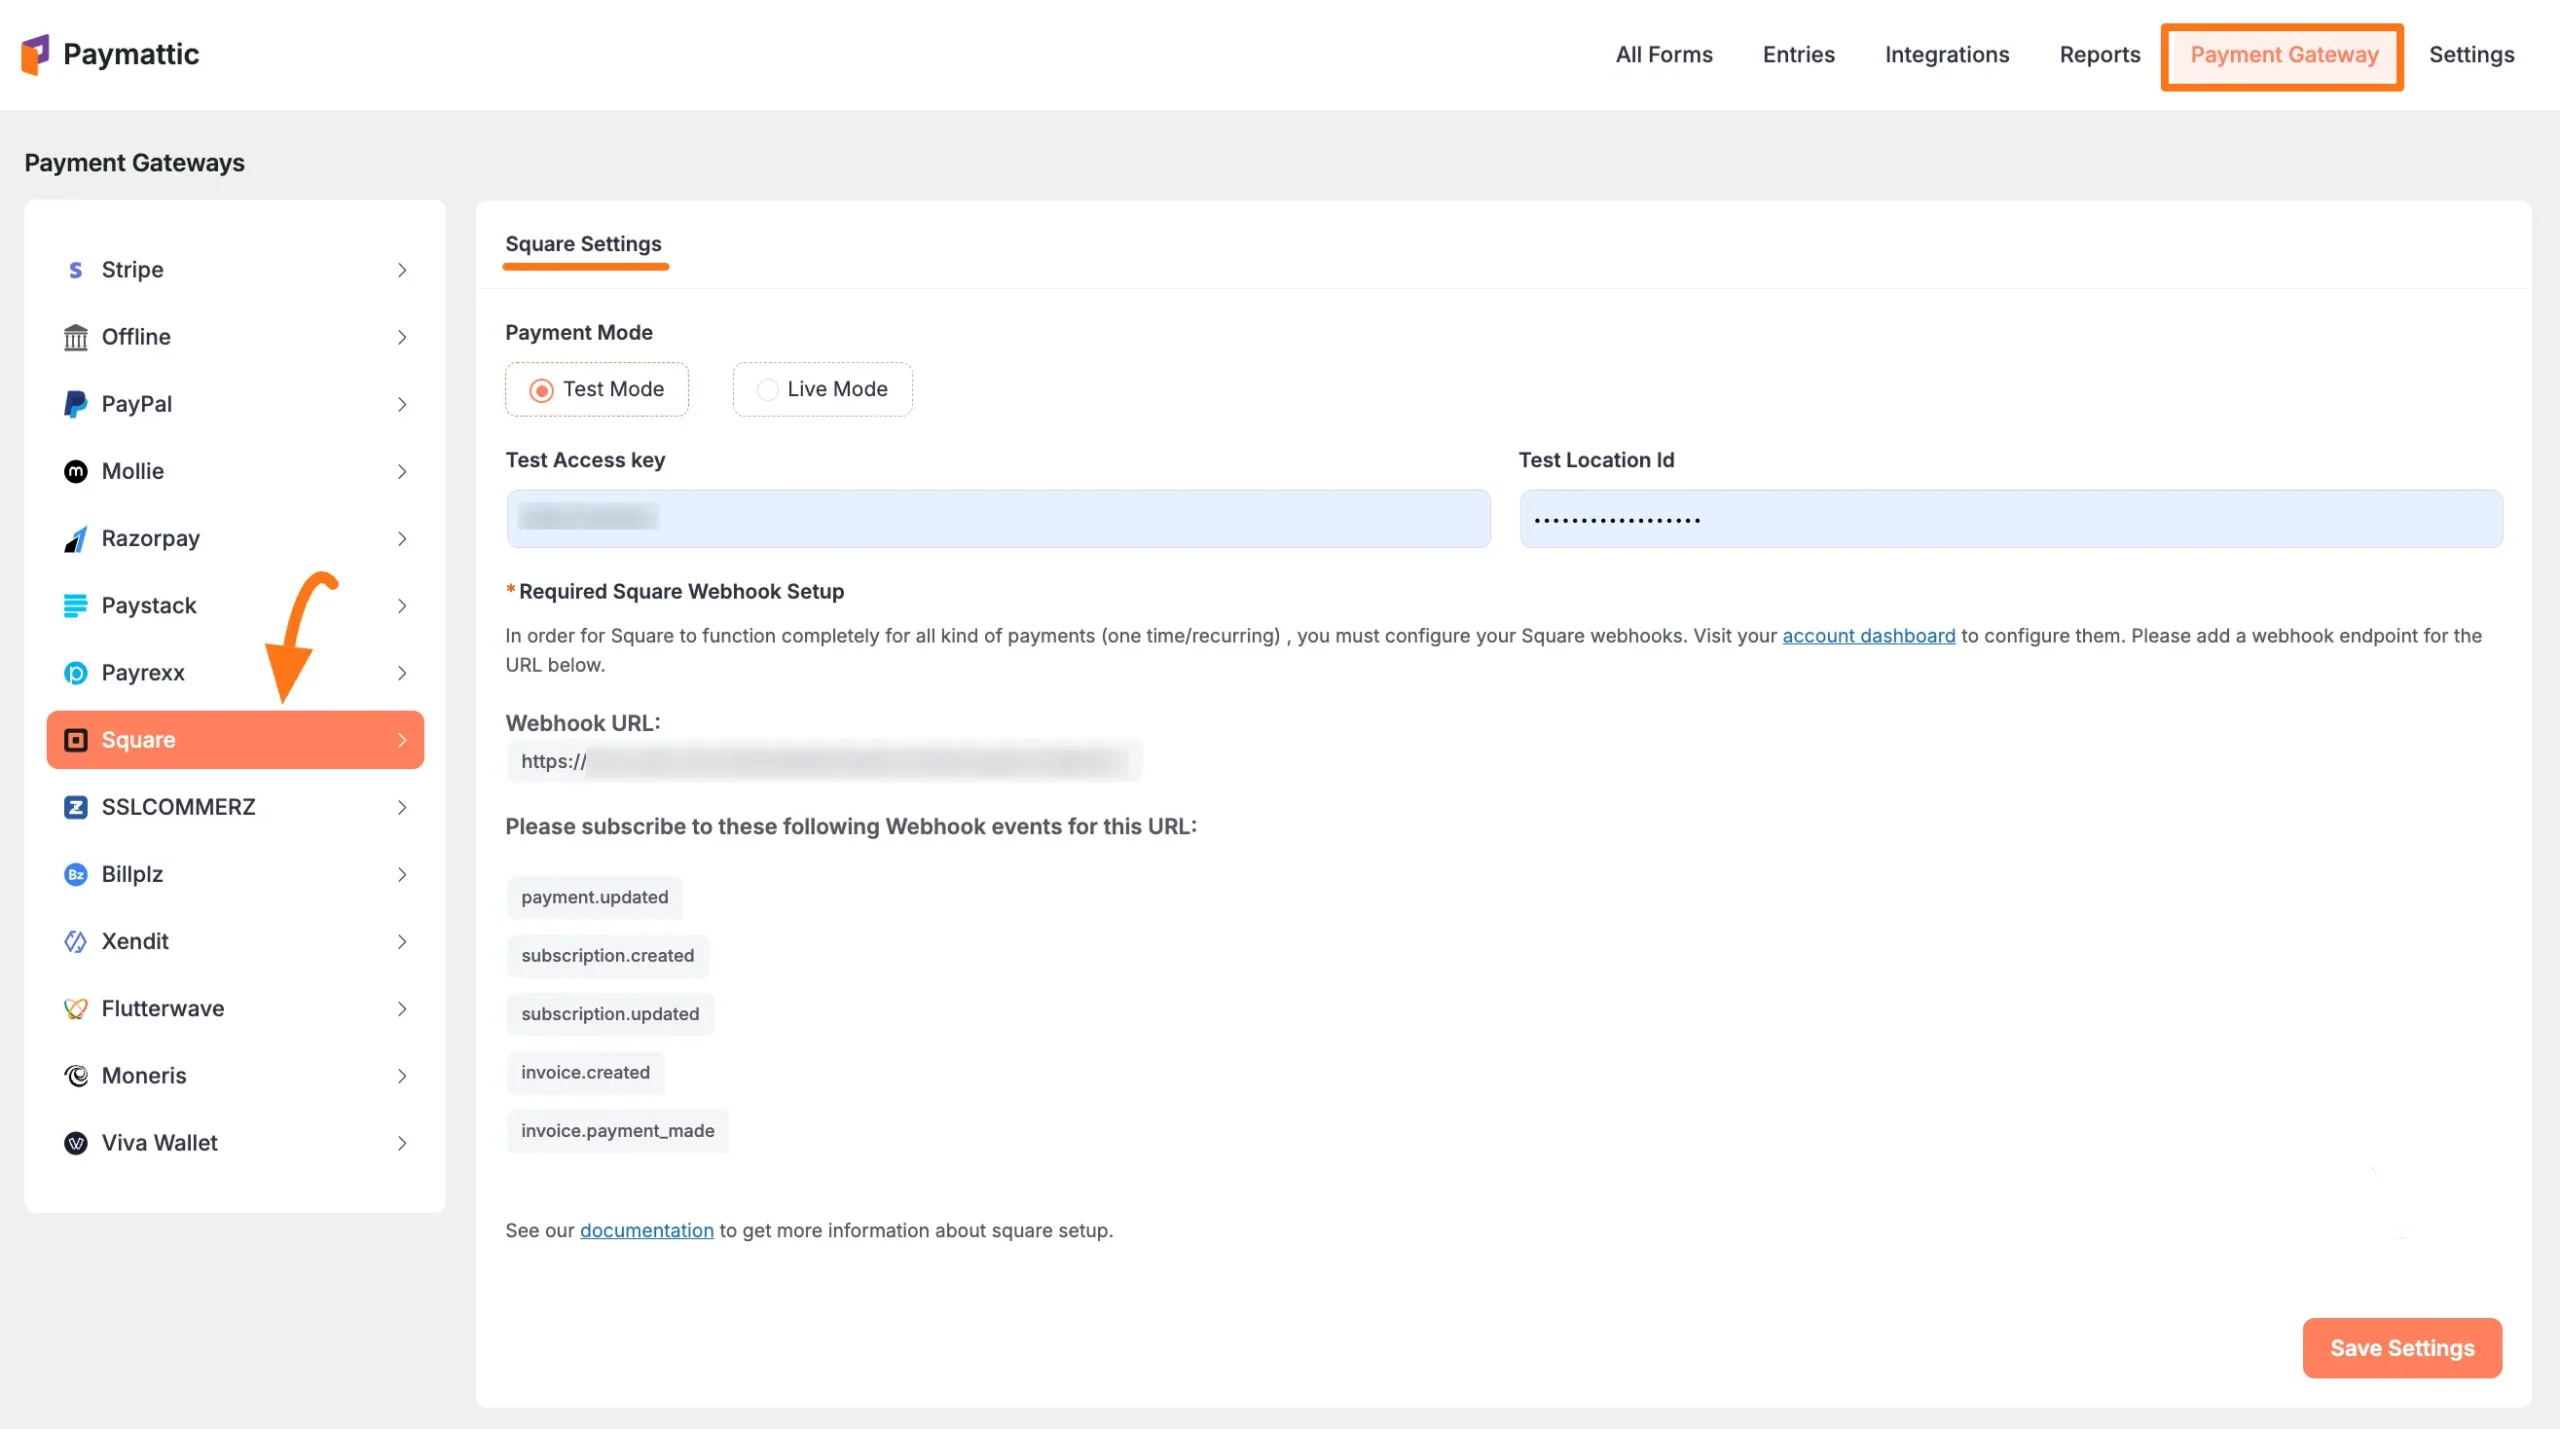 Paymattic
All Forms
Entries
Integrations
Reports
Payment Gateway
Settings
Payment Gateways
Stripe
Offline
PayPal
Mollie
Razorpay
Paystack
Payrexx
Square
SSLCOMMERZ
Billplz
Xendit
Flutterwave
Moneris
Viva Wallet
Square Settings
Payment Mode
Test Mode
Live Mode
Test Access key
Test Location Id
••••••••••••••••••
*Required Square Webhook Setup
In order for Square to function completely for all kind of payments (one time/recurring) , you must configure your Square webhooks. Visit your account dashboard to configure them. Please add a webhook endpoint for the
URL below.
Webhook URL:
https://
Please subscribe to these following Webhook events for this URL:
payment.updated
subscription.created
subscription.updated
invoice.created
invoice.payment_made
See our documentation to get more information about square setup.
Save Settings